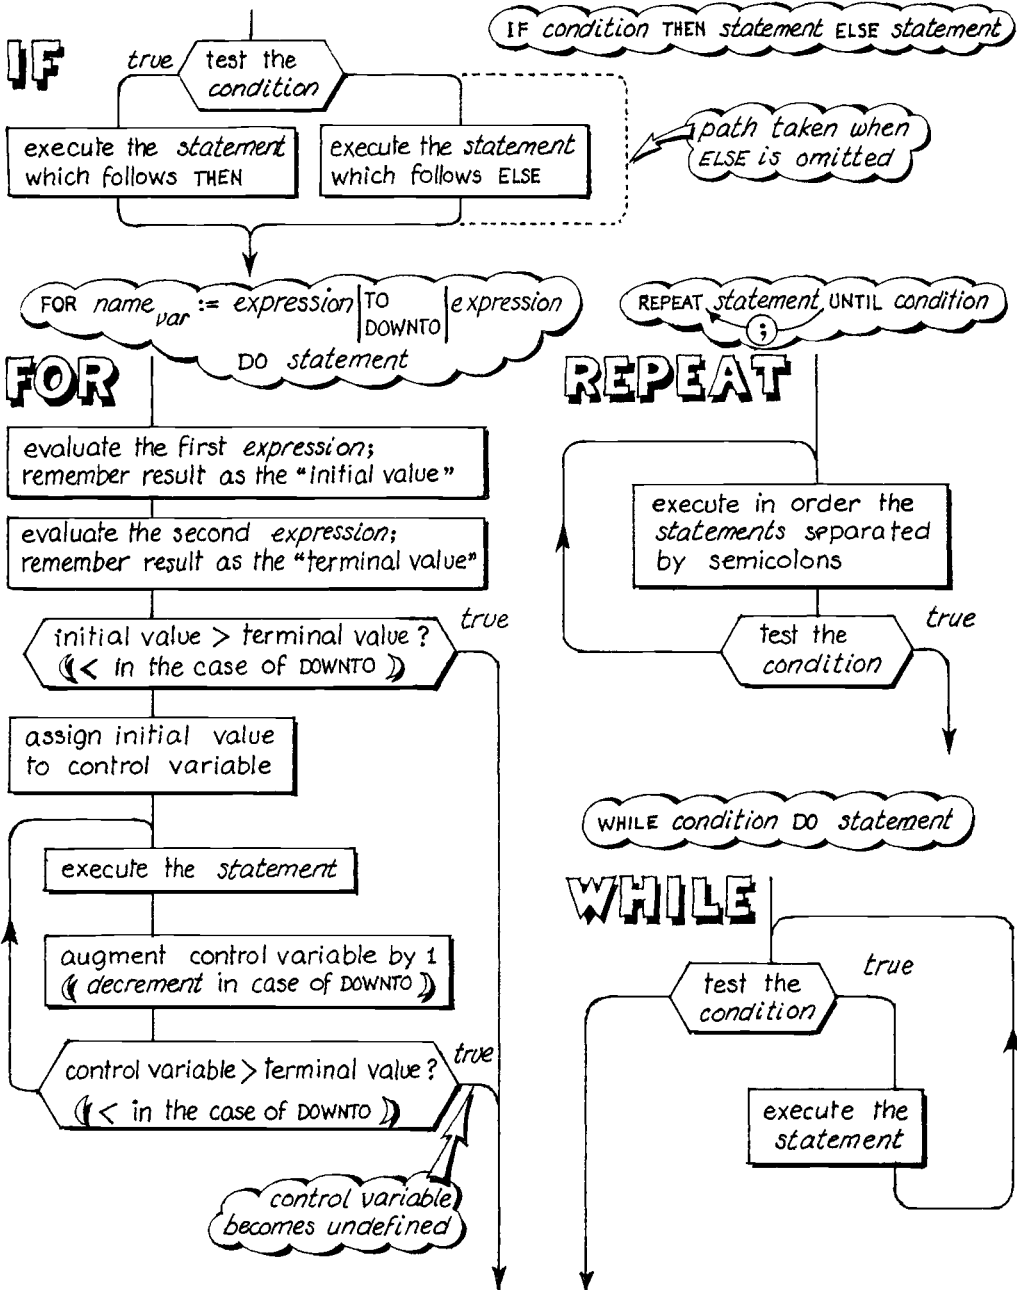 IF
IF condition THEN statement ELSE statement
true
test the
condition
execute the statement
which follows THEN
execute the statement
which follows ELSE
path taken when
ELSE is omitted
FOR name var := expression TO expression
DOWNTO
DO statement
FOR
evaluate the first expression;
remember result as the "initial value"
evaluate the second expression;
remember result as the "terminal value"
initial value > terminal value ?
(( < in the case of DOWNTO ))
true
assign initial value
to control variable
execute the statement
augment control variable by 1
(( decrement in case of DOWNTO ))
control variable > terminal value ?
(( < in the case of DOWNTO ))
true
control variable
becomes undefined
REPEAT statement UNTIL condition
;
REPEAT
execute in order the
statements separated
by semicolons
test the
condition
true
WHILE condition DO statement
WHILE
test the
condition
true
execute the
statement